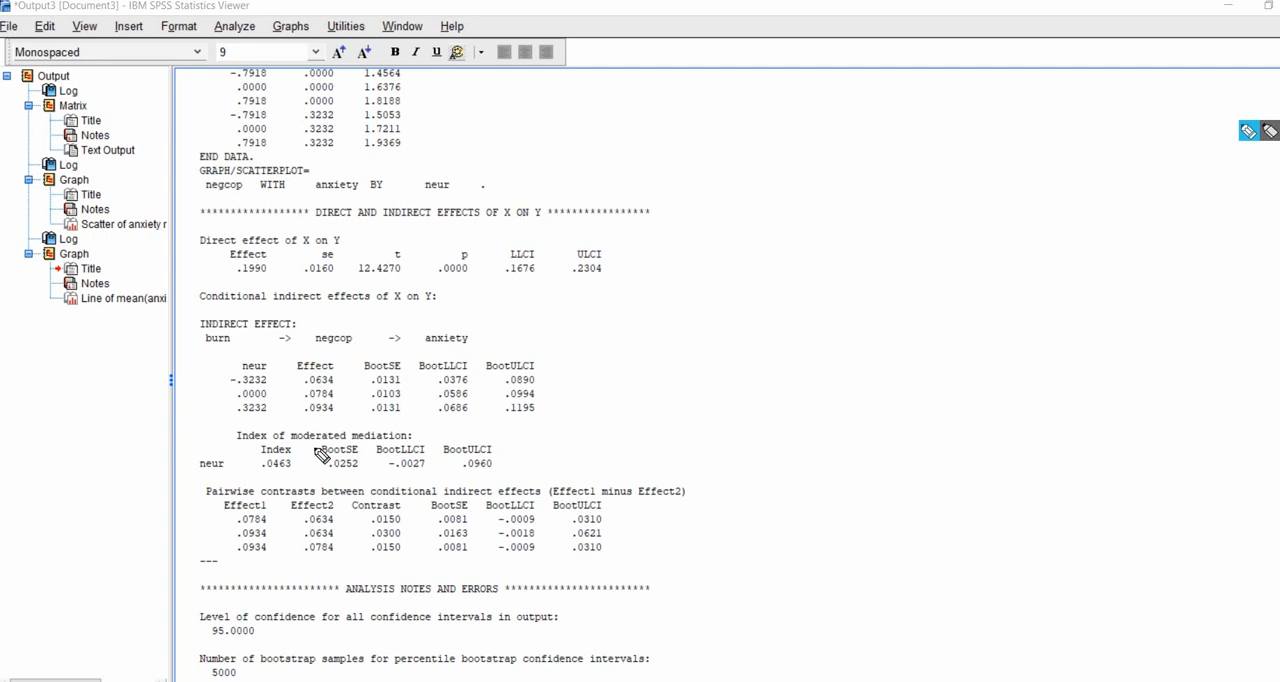 *Output3 [Document3] - IBM SPSS Statistics Viewer
File Edit View Insert Format Analyze Graphs Utilities Window Help
Monospaced 9 A A B I U
Output
Log
Matrix
Title
Notes
Text Output
Log
Graph
Title
Notes
Scatter of anxiety r
Log
Graph
Title
Notes
Line of mean(anxi
-.7918 .0000 1.4564
.0000 .0000 1.6376
.7918 .0000 1.8188
-.7918 .3232 1.5053
.0000 .3232 1.7211
.7918 .3232 1.9369
END DATA.
GRAPH/SCATTERPLOT=
negcop WITH anxiety BY neur .
****************** DIRECT AND INDIRECT EFFECTS OF X ON Y *****************
Direct effect of X on Y
Effect se t p LLCI ULCI
.1990 .0160 12.4270 .0000 .1676 .2304
Conditional indirect effects of X on Y:
INDIRECT EFFECT:
burn -> negcop -> anxiety
neur Effect BootSE BootLLCI BootULCI
-.3232 .0634 .0131 .0376 .0890
.0000 .0784 .0103 .0586 .0994
.3232 .0934 .0131 .0686 .1195
Index of moderated mediation:
Index BootSE BootLLCI BootULCI
neur .0463 .0252 -.0027 .0960
Pairwise contrasts between conditional indirect effects (Effect1 minus Effect2)
Effect1 Effect2 Contrast BootSE BootLLCI BootULCI
.0784 .0634 .0150 .0081 -.0009 .0310
.0934 .0634 .0300 .0163 -.0018 .0621
.0934 .0784 .0150 .0081 -.0009 .0310
---
********************** ANALYSIS NOTES AND ERRORS ************************
Level of confidence for all confidence intervals in output:
95.0000
Number of bootstrap samples for percentile bootstrap confidence intervals:
5000